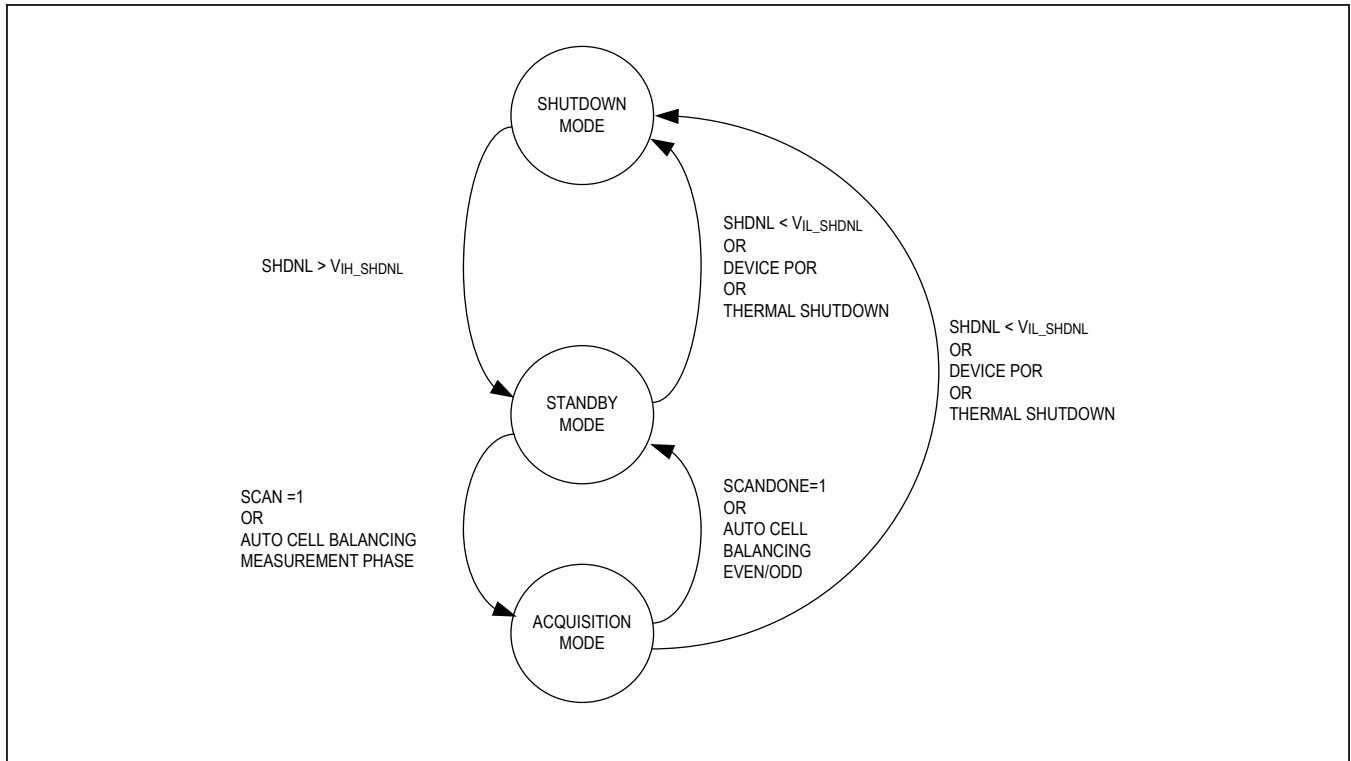 SHUTDOWN
MODE
SHDNL > VIH_SHDNL
SHDNL < VIL_SHDNL
OR
DEVICE POR
OR
THERMAL SHUTDOWN
SHDNL < VIL_SHDNL
OR
DEVICE POR
OR
THERMAL SHUTDOWN
STANDBY
MODE
SCAN =1
OR
AUTO CELL BALANCING
MEASUREMENT PHASE
SCANDONE=1
OR
AUTO CELL
BALANCING
EVEN/ODD
ACQUISITION
MODE